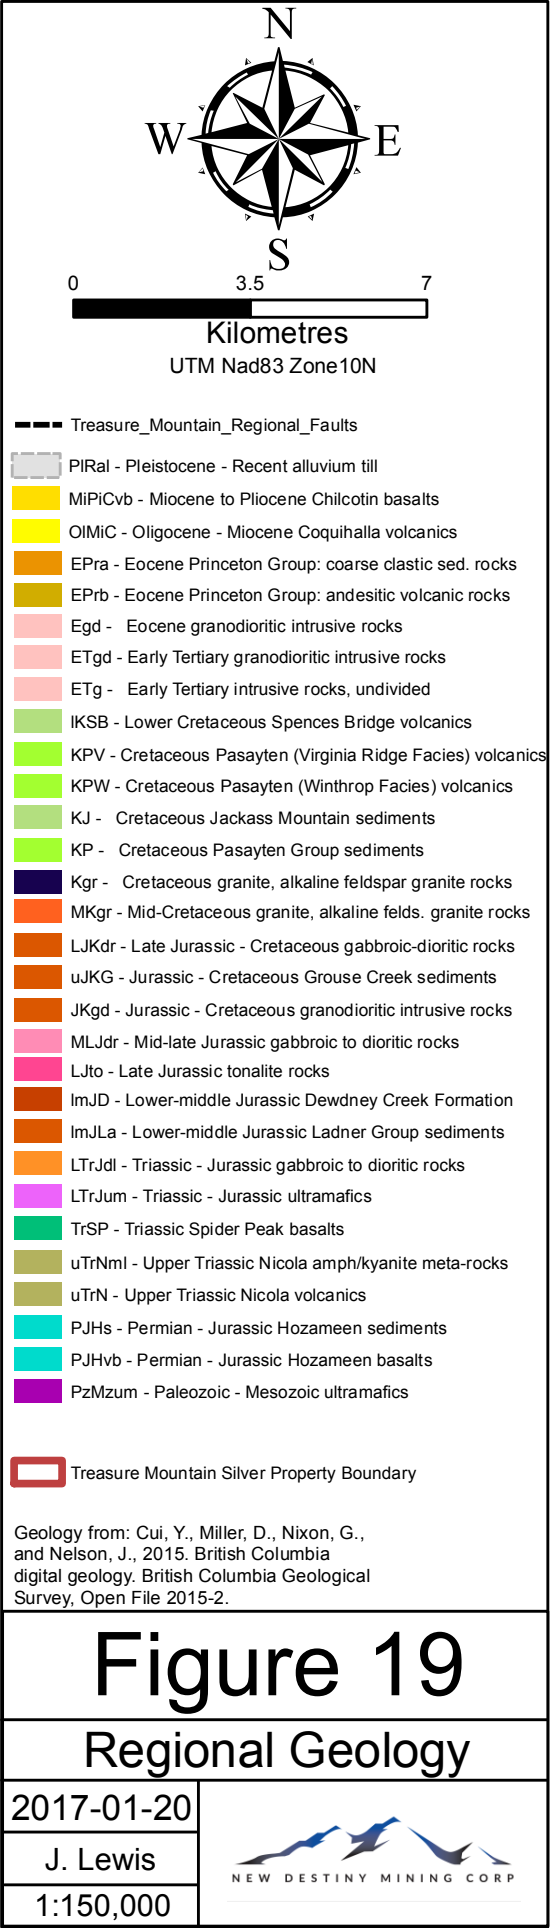 N
W E
S
0 3.5 7
Kilometres
UTM Nad83 Zone10N
Treasure_Mountain_Regional_Faults
PlRal - Pleistocene - Recent alluvium till
MiPiCvb - Miocene to Pliocene Chilcotin basalts
OlMiC - Oligocene - Miocene Coquihalla volcanics
EPra - Eocene Princeton Group: coarse clastic sed. rocks
EPrb - Eocene Princeton Group: andesitic volcanic rocks
Egd - Eocene granodioritic intrusive rocks
ETgd - Early Tertiary granodioritic intrusive rocks
ETg - Early Tertiary intrusive rocks, undivided
lKSB - Lower Cretaceous Spences Bridge volcanics
KPV - Cretaceous Pasayten (Virginia Ridge Facies) volcanics
KPW - Cretaceous Pasayten (Winthrop Facies) volcanics
KJ - Cretaceous Jackass Mountain sediments
KP - Cretaceous Pasayten Group sediments
Kgr - Cretaceous granite, alkaline feldspar granite rocks
MKgr - Mid-Cretaceous granite, alkaline felds. granite rocks
LJKdr - Late Jurassic - Cretaceous gabbroic-dioritic rocks
uJKG - Jurassic - Cretaceous Grouse Creek sediments
JKgd - Jurassic - Cretaceous granodioritic intrusive rocks
MLJdr - Mid-late Jurassic gabbroic to dioritic rocks
LJto - Late Jurassic tonalite rocks
lmJD - Lower-middle Jurassic Dewdney Creek Formation
lmJLa - Lower-middle Jurassic Ladner Group sediments
LTrJdl - Triassic - Jurassic gabbroic to dioritic rocks
LTrJum - Triassic - Jurassic ultramafics
TrSP - Triassic Spider Peak basalts
uTrNml - Upper Triassic Nicola amph/kyanite meta-rocks
uTrN - Upper Triassic Nicola volcanics
PJHs - Permian - Jurassic Hozameen sediments
PJHvb - Permian - Jurassic Hozameen basalts
PzMzum - Paleozoic - Mesozoic ultramafics
Treasure Mountain Silver Property Boundary
Geology from: Cui, Y., Miller, D., Nixon, G.,
and Nelson, J., 2015. British Columbia
digital geology. British Columbia Geological
Survey, Open File 2015-2.
Figure 19
Regional Geology
2017-01-20
J. Lewis
1:150,000
NEW DESTINY MINING CORP